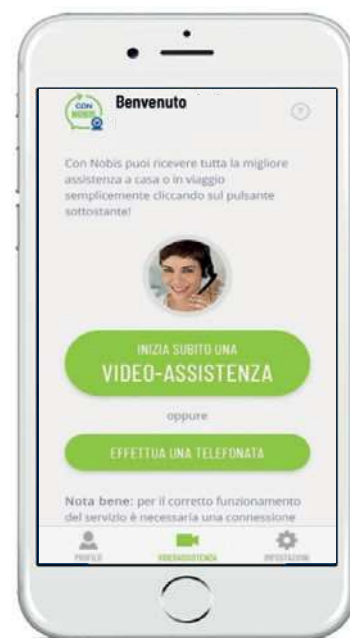 CON
NOBIS
Benvenuto
?
Con Nobis puoi ricevere tutta la migliore
assistenza a casa o in viaggio
semplicemente cliccando sul pulsante
sottostante!
INIZIA SUBITO UNA
VIDEO-ASSISTENZA
oppure
EFFETTUA UNA TELEFONATA
Nota bene: per il corretto funzionamento
del servizio è necessaria una connessione
PROFILO VIDEOASSISTENZA IMPOSTAZIONI